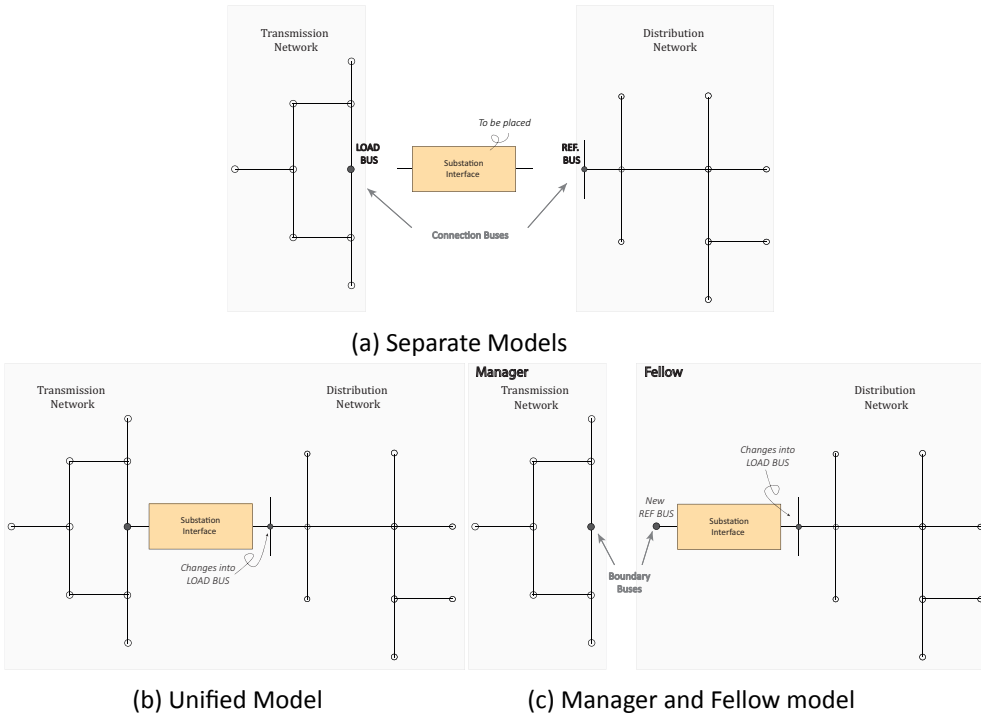 Transmission
Network
Distribution
Network
To be placed
LOAD
BUS
Substation
Interface
REF.
BUS
Connection Buses
(a) Separate Models
Transmission
Network
Distribution
Network
Substation
Interface
Changes into
LOAD BUS
(b) Unified Model
Manager
Transmission
Network
Fellow
Distribution
Network
Changes into
LOAD BUS
New
REF BUS
Substation
Interface
Boundary
Buses
(c) Manager and Fellow model